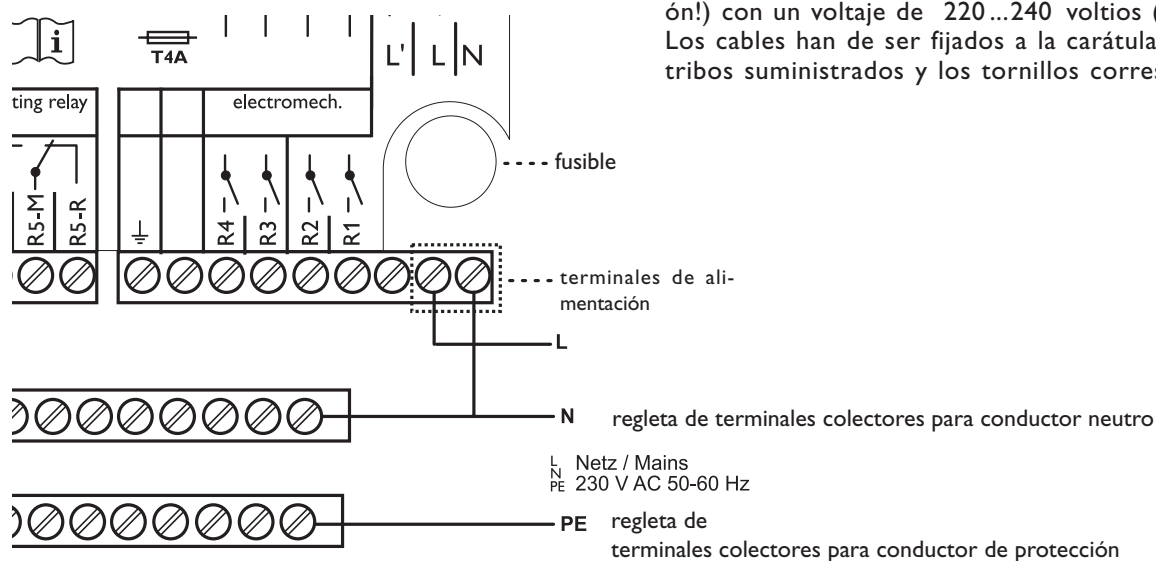 ón!) con un voltaje de 220...240 voltios (
Los cables han de ser fijados a la carátula
tribos suministrados y los tornillos corres
i
T4A
L' L N
ting relay
electromech.
fusible
R5-M
R5-R
R4
R3
R2
R1
terminales de ali-
mentación
L
N regleta de terminales colectores para conductor neutro
L
N
PE
Netz / Mains
230 V AC 50-60 Hz
PE regleta de
terminales colectores para conductor de protección